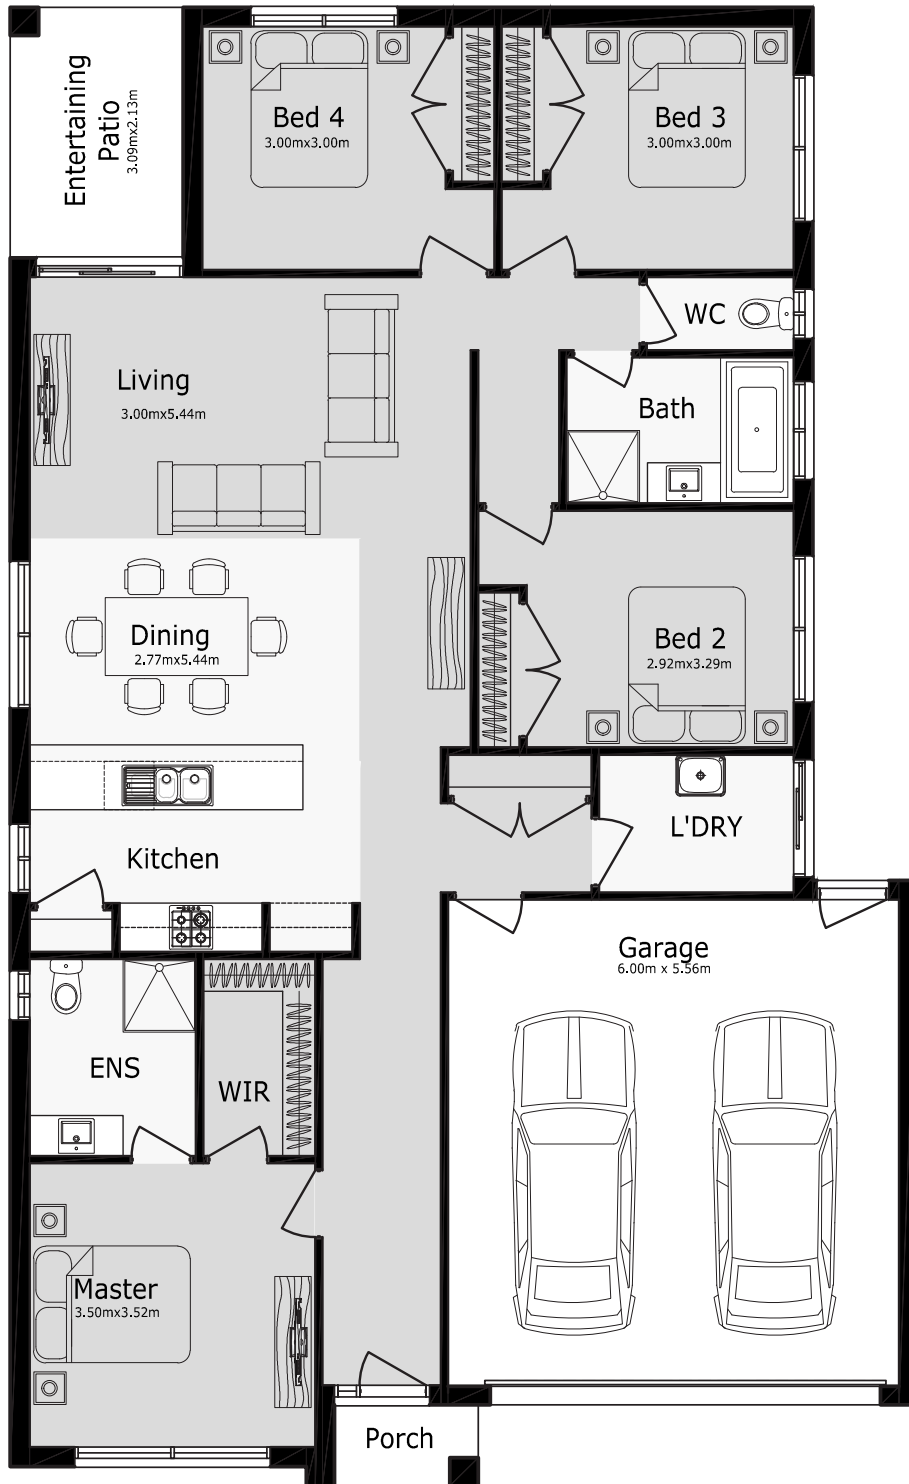 Entertaining
Patio
3.09mx2.13m
Bed 4
3.00mx3.00m
Bed 3
3.00mx3.00m
WC
Living
3.00mx5.44m
Bath
Dining
2.77mx5.44m
Bed 2
2.92mx3.29m
L'DRY
Kitchen
Garage
6.00m x 5.56m
ENS
WIR
Master
3.50mx3.52m
Porch